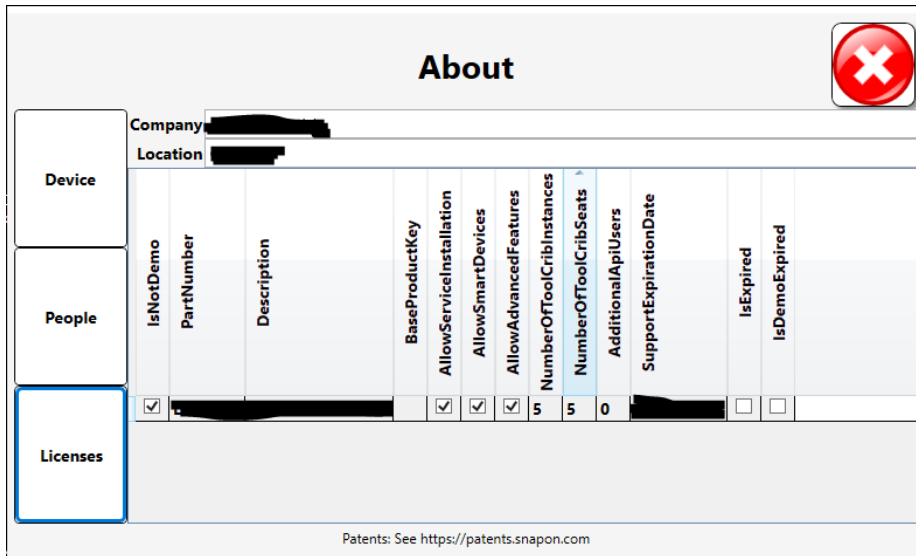 About
Company
Location
Device
People
Licenses
IsNotDemo
PartNumber
Description
BaseProductKey
AllowServiceInstallation
AllowSmartDevices
AllowAdvancedFeatures
NumberOfToolCribInstances
NumberOfToolCribSeats
AdditionalApiUsers
SupportExpirationDate
IsExpired
IsDemoExpired
5 5 0
Patents: See https://patents.snapon.com